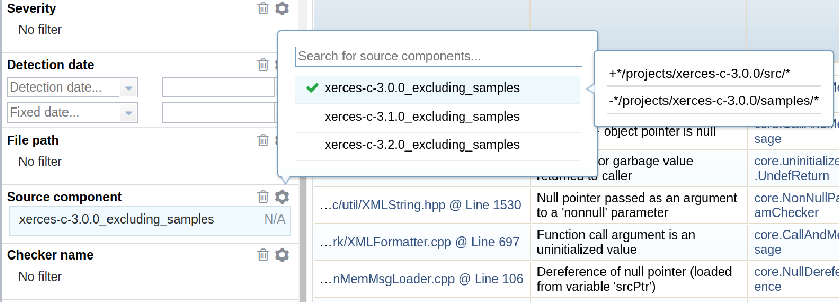 Severity
No filter
Detection date
Detection date...
Fixed date...
File path
No filter
Source component
xerces-c-3.0.0_excluding_samples N/A
Checker name
No filter
Search for source components...
xerces-c-3.0.0_excluding_samples
xerces-c-3.1.0_excluding_samples
xerces-c-3.2.0_excluding_samples
+*/projects/xerces-c-3.0.0/src/*
-*/projects/xerces-c-3.0.0/samples/*
object pointer is null
sage
or garbage value
returned to caller
core.uninitialize
.UndefReturn
...c/util/XMLString.hpp @ Line 1530
Null pointer passed as an argument
to a 'nonnull' parameter
core.NonNullPa
amChecker
...rk/XMLFormatter.cpp @ Line 697
Function call argument is an
uninitialized value
core.CallAndMe
sage
...nMemMsgLoader.cpp @ Line 106
Dereference of null pointer (loaded
from variable 'srcPtr')
core.NullDerefe
ence